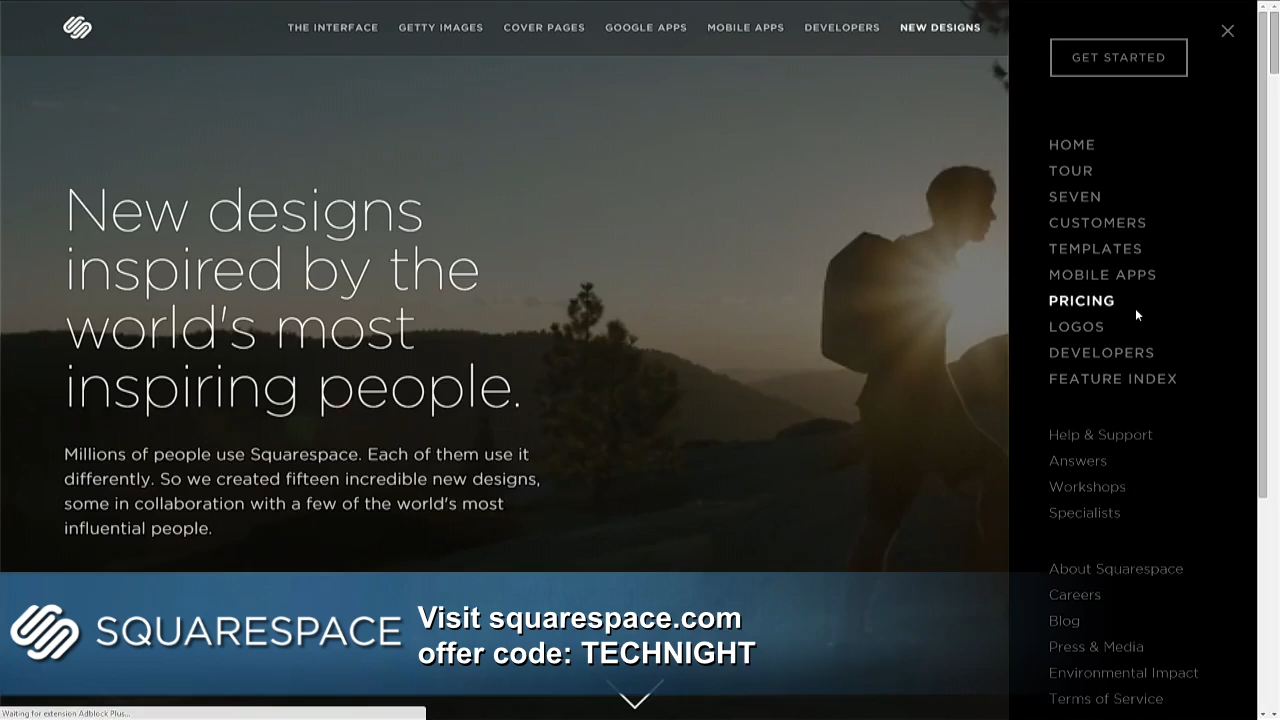 THE INTERFACE GETTY IMAGES COVER PAGES GOOGLE APPS MOBILE APPS DEVELOPERS NEW DESIGNS
New designs
inspired by the
world's most
inspiring people.
Millions of people use Squarespace. Each of them use it
differently. So we created fifteen incredible new designs,
some in collaboration with a few of the world's most
influential people.
GET STARTED
HOME
TOUR
SEVEN
CUSTOMERS
TEMPLATES
MOBILE APPS
PRICING
LOGOS
DEVELOPERS
FEATURE INDEX
Help & Support
Answers
Workshops
Specialists
About Squarespace
Careers
Blog
Press & Media
Environmental Impact
Terms of Service
SQUARESPACE
Visit squarespace.com
offer code: TECHNIGHT
Waiting for extension Adblock Plus...